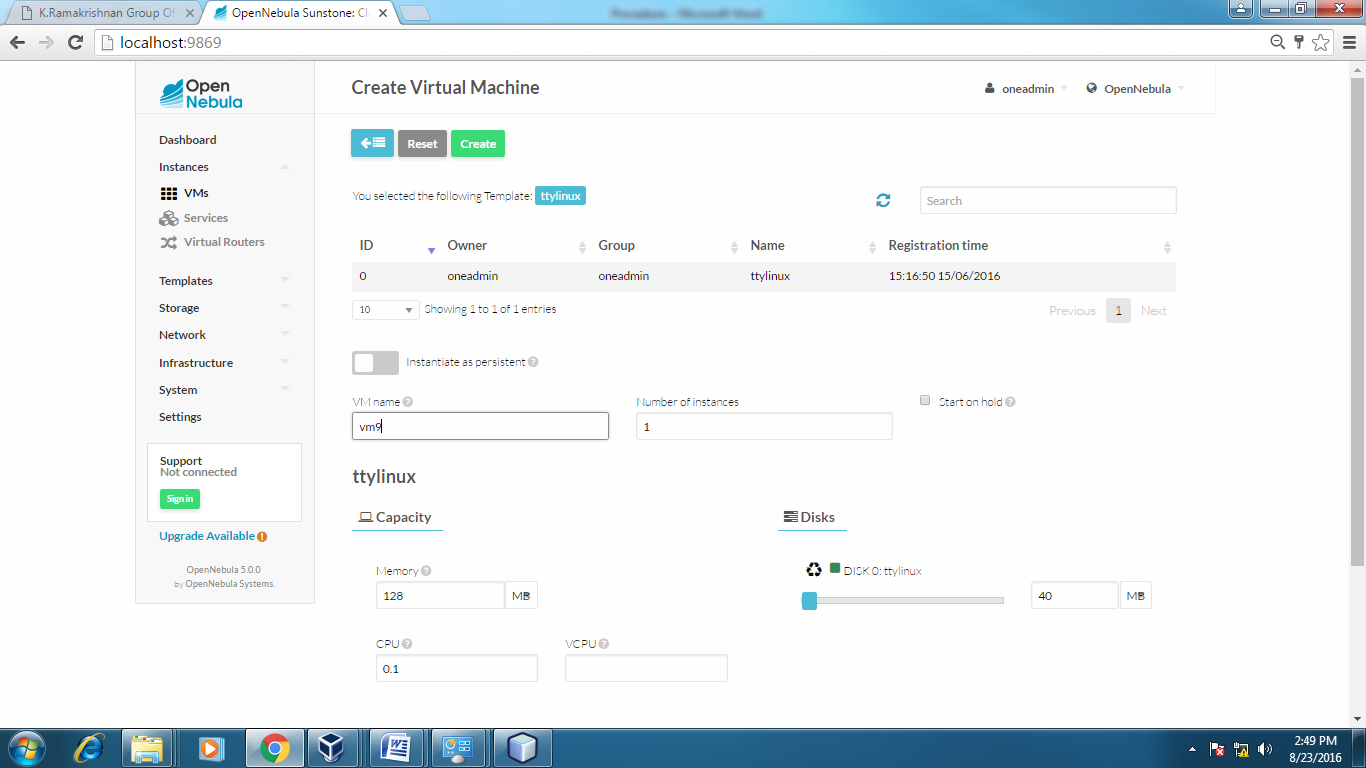 K.Ramakrishnan Group Of
OpenNebula Sunstone: Cl
Procedure - Microsoft Word
localhost:9869
Open
Nebula
Create Virtual Machine
oneadmin
OpenNebula
Dashboard
Instances
VMs
Services
Virtual Routers
Templates
Storage
Network
Infrastructure
System
Settings
Support
Not connected
Sign in
Upgrade Available
OpenNebula 5.0.0
by OpenNebula Systems.
Reset
Create
You selected the following Template: ttylinux
Search
ID Owner Group Name Registration time
0 oneadmin oneadmin ttylinux 15:16:50 15/06/2016
10 Showing 1 to 1 of 1 entries
Previous 1 Next
Instantiate as persistent
VM name Number of instances Start on hold
vm9 1
ttylinux
Capacity Disks
Memory
128 MB
DISK 0: ttylinux
40 MB
CPU VCPU
0.1
2:49 PM
8/23/2016